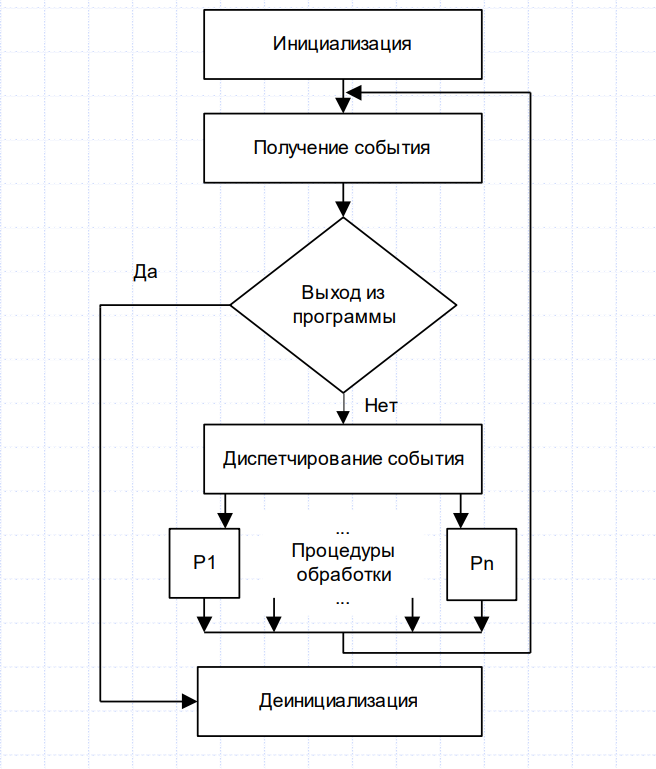 Инициализация
Получение события
Да
Выход из
программы
Нет
Диспетчирование события
...
P1
Процедуры
обработки
Pn
...
Деинициализация